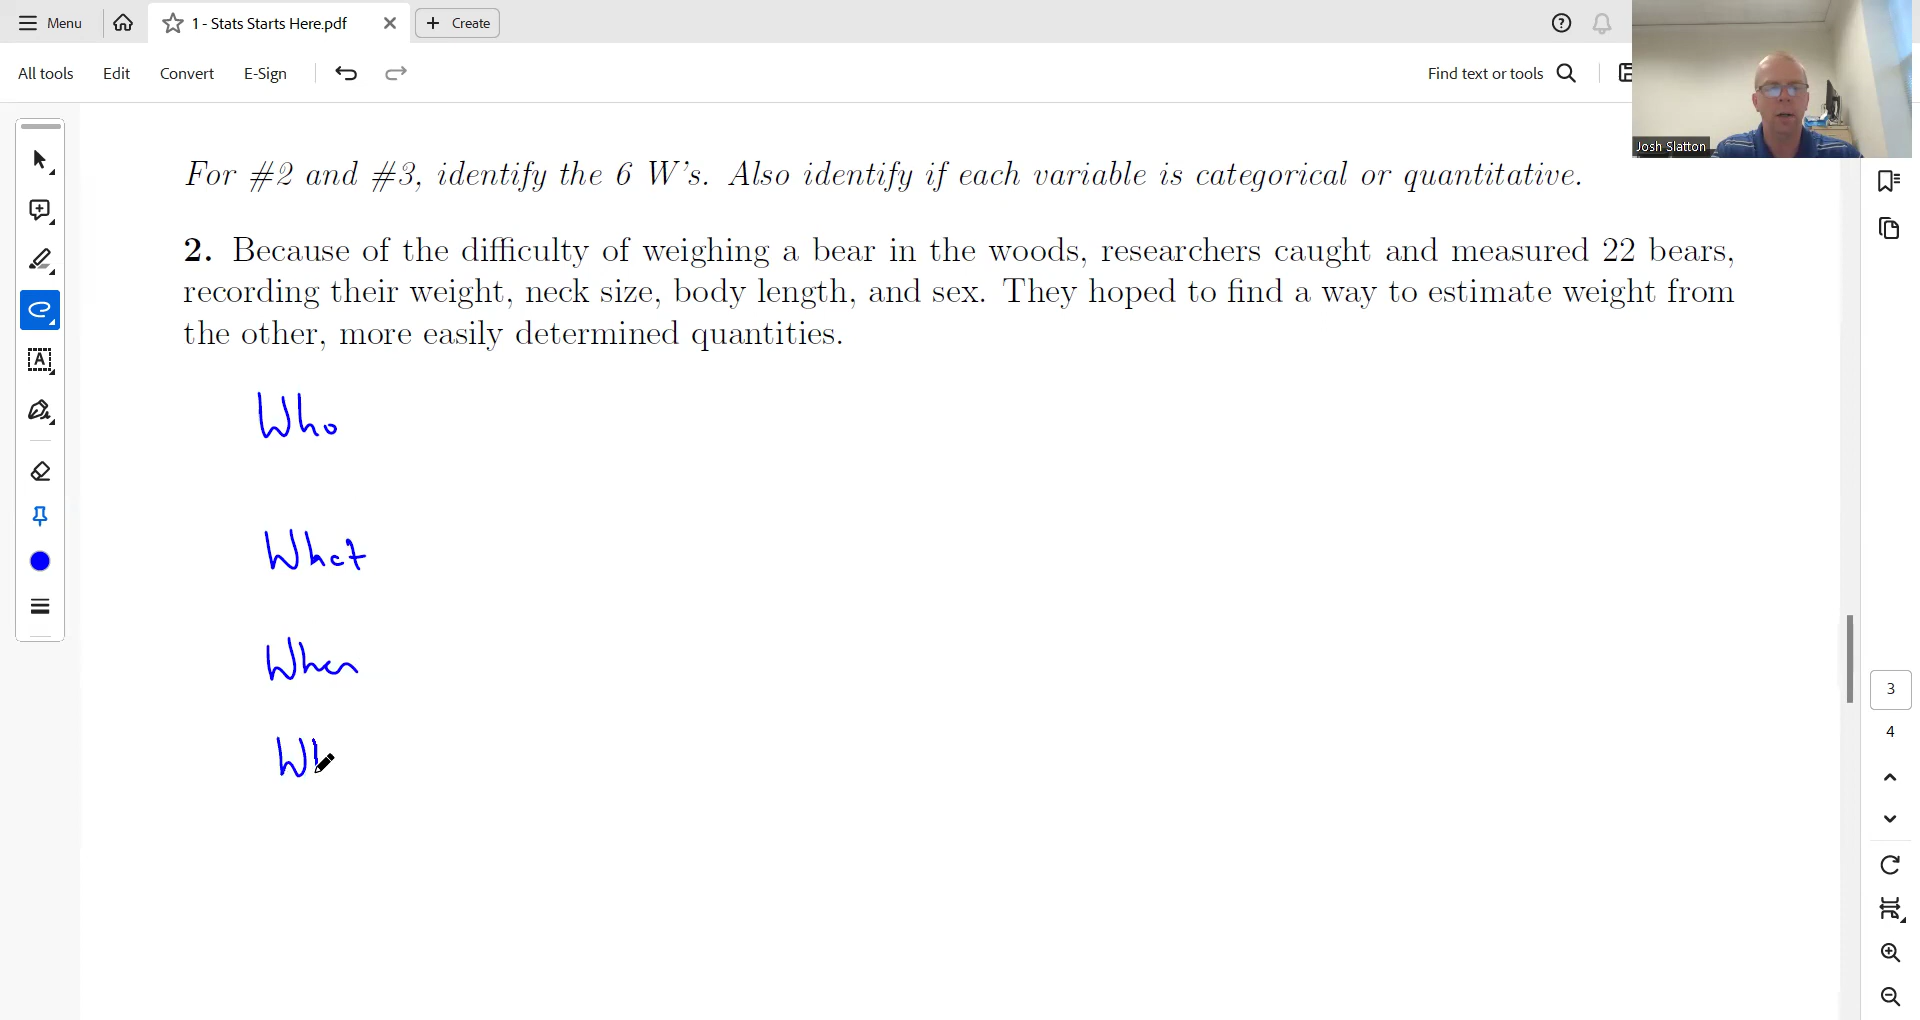 Menu
1 - Stats Starts Here.pdf
Create
All tools
Edit
Convert
E-Sign
Find text or tools
Josh Slatton
For #2 and #3, identify the 6 W's. Also identify if each variable is categorical or quantitative.
2. Because of the difficulty of weighing a bear in the woods, researchers caught and measured 22 bears,
recording their weight, neck size, body length, and sex. They hoped to find a way to estimate weight from
the other, more easily determined quantities.
Who
What
When
Wh
3
4